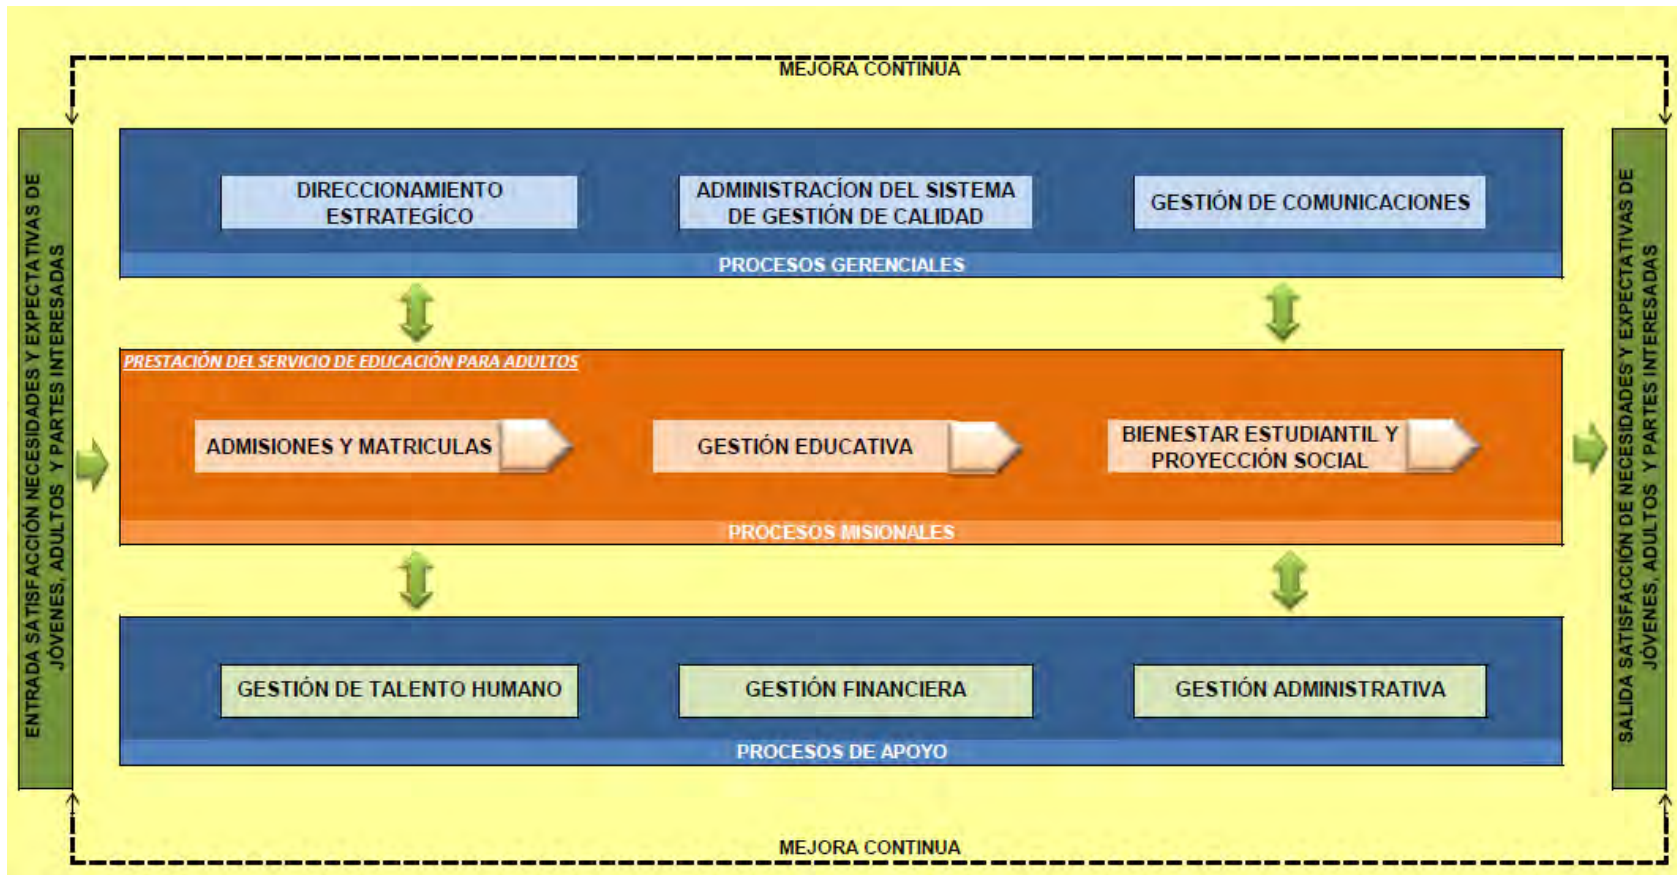 MEJORA CONTINUA
ENTRADA SATISFACCIÓN NECESIDADES Y EXPECTATIVAS DE
JÓVENES, ADULTOS Y PARTES INTERESADAS
DIRECCIONAMIENTO
ESTRATEGÍCO
ADMINISTRACÍON DEL SISTEMA
DE GESTIÓN DE CALIDAD
GESTIÓN DE COMUNICACIONES
PROCESOS GERENCIALES
PRESTACIÓN DEL SERVICIO DE EDUCACIÓN PARA ADULTOS
ADMISIONES Y MATRICULAS
GESTIÓN EDUCATIVA
BIENESTAR ESTUDIANTIL Y
PROYECCIÓN SOCIAL
PROCESOS MISIONALES
GESTIÓN DE TALENTO HUMANO
GESTIÓN FINANCIERA
GESTIÓN ADMINISTRATIVA
PROCESOS DE APOYO
SALIDA SATISFACCIÓN DE NECESIDADES Y EXPECTATIVAS DE
JÓVENES, ADULTOS Y PARTES INTERESADAS
MEJORA CONTINUA